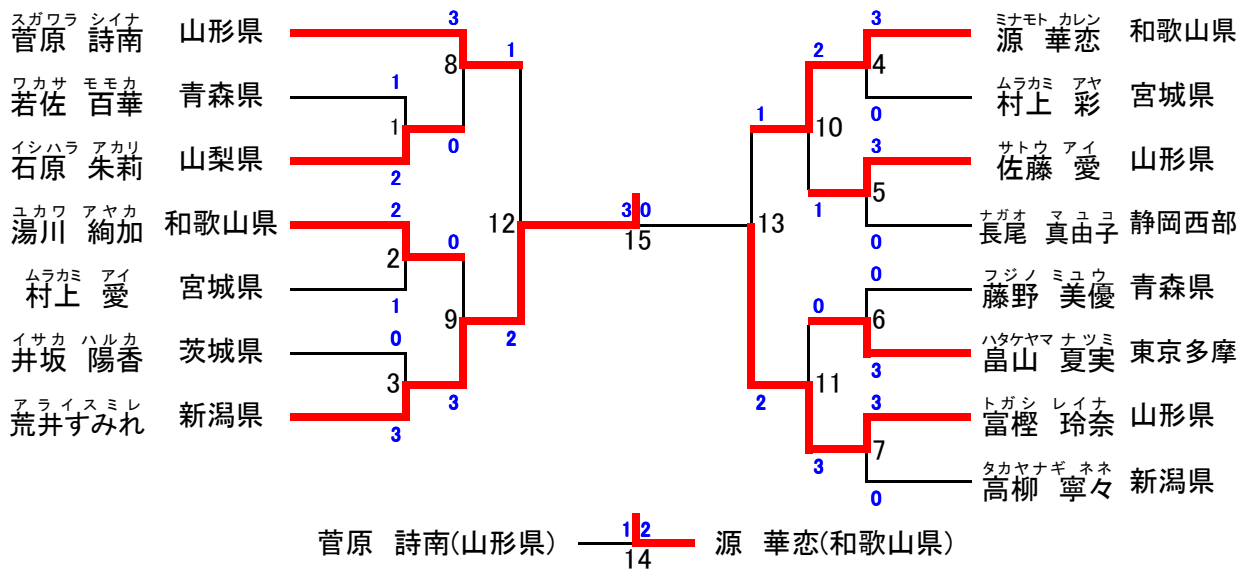 スガワラ シイナ
菅原 詩南 山形県
ワカサ モモカ
若佐 百華 青森県
イシハラ アカリ
石原 朱莉 山梨県
ユカワ アヤカ
湯川 絢加 和歌山県
ムラカミ アイ
村上 愛 宮城県
イサカ ハルカ
井坂 陽香 茨城県
アライスミレ
荒井すみれ 新潟県
3
8
1
1
1
0
2
2
0
2
12
1
9
0
2
3
3
3
3 0
15
ミナモト カレン
源 華恋 和歌山県
ムラカミ アヤ
村上 彩 宮城県
サトウ アイ
佐藤 愛 山形県
ナガオ マユコ
長尾 真由子 静岡西部
フジノ ミユウ
藤野 美優 青森県
ハタケヤマ ナツミ
畠山 夏実 東京多摩
トガシ レイナ
富樫 玲奈 山形県
タカヤナギ ネネ
高柳 寧々 新潟県
3
2
4
1
0
10
3
5
1
13
0
0
0
6
11
3
2
3
7
3
0
菅原 詩南(山形県) 1 2 源 華恋(和歌山県)
14